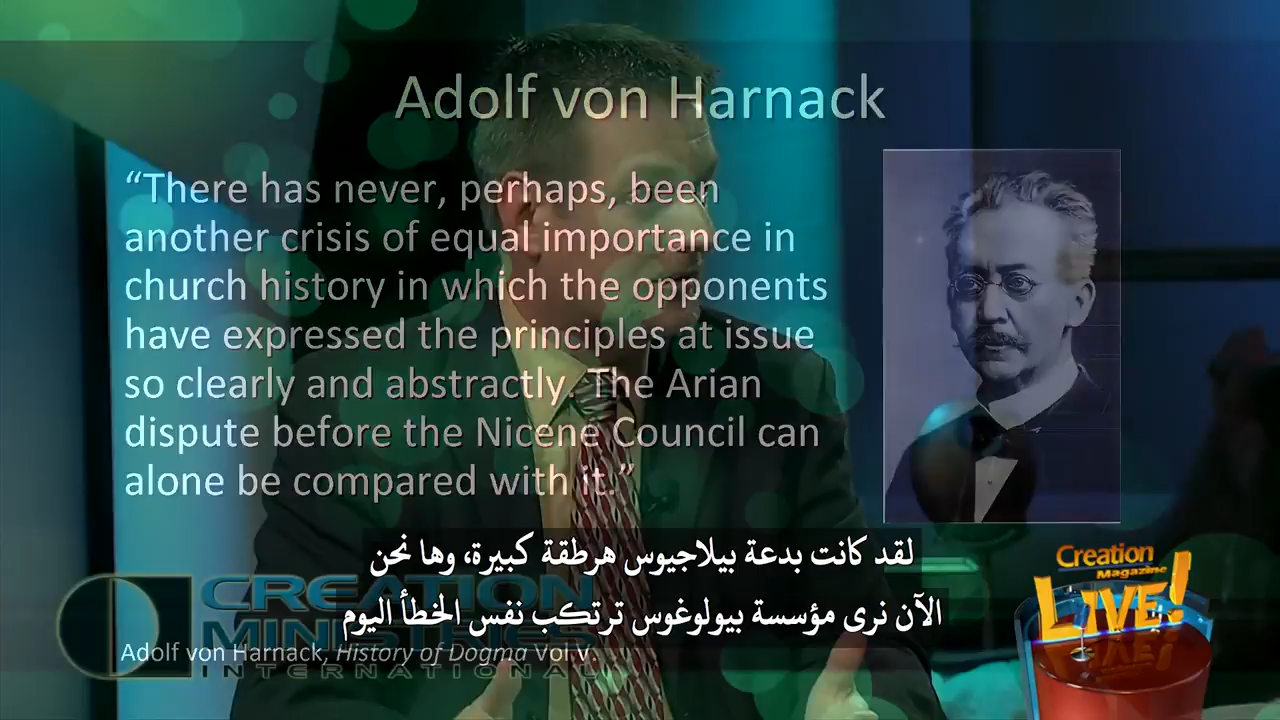 Adolf von Harnack
“There has never, perhaps, been
another crisis of equal importance in
church history in which the opponents
have expressed the principles at issue
so clearly and abstractly. The Arian
dispute before the Nicene Council can
alone be compared with it.”
لقد كانت بدعة بيلاجيوس هرطقة كبيرة، وها نحن
الآن نرى مؤسسة بيولوغوس ترتكب نفس الخطأ اليوم
CREATION
MINISTRIES
INTERNATIONAL
Adolf von Harnack, History of Dogma Vol V.
Creation
Magazine
LIVE!